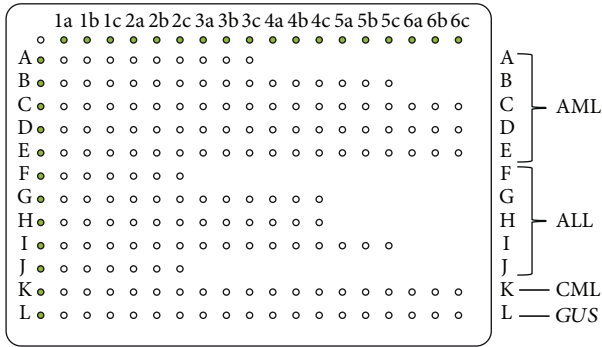 1a 1b 1c 2a 2b 2c 3a 3b 3c 4a 4b 4c 5a 5b 5c 6a 6b 6c
A A
B B
C C AML
D D
E E
F F
G G
H H ALL
I I
J J
K K CML
L L GUS